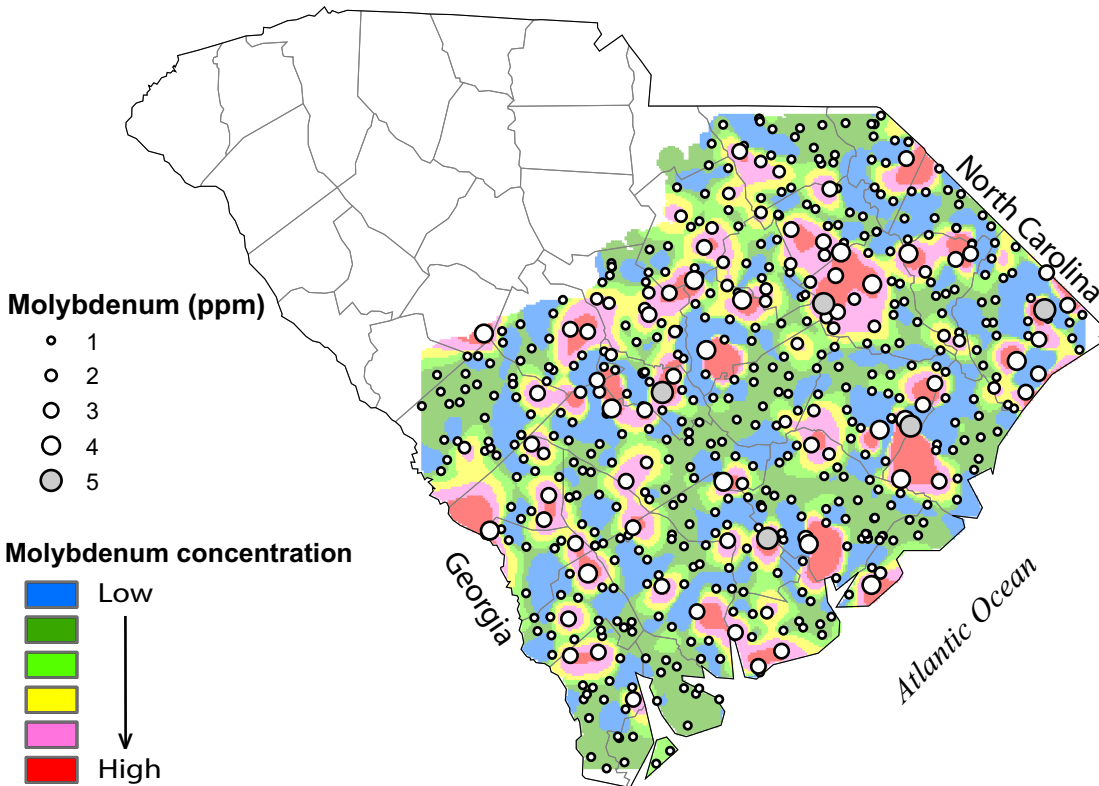 North Carolina
Molybdenum (ppm)
1
2
3
4
5
Molybdenum concentration
Low
High
Georgia
Atlantic Ocean